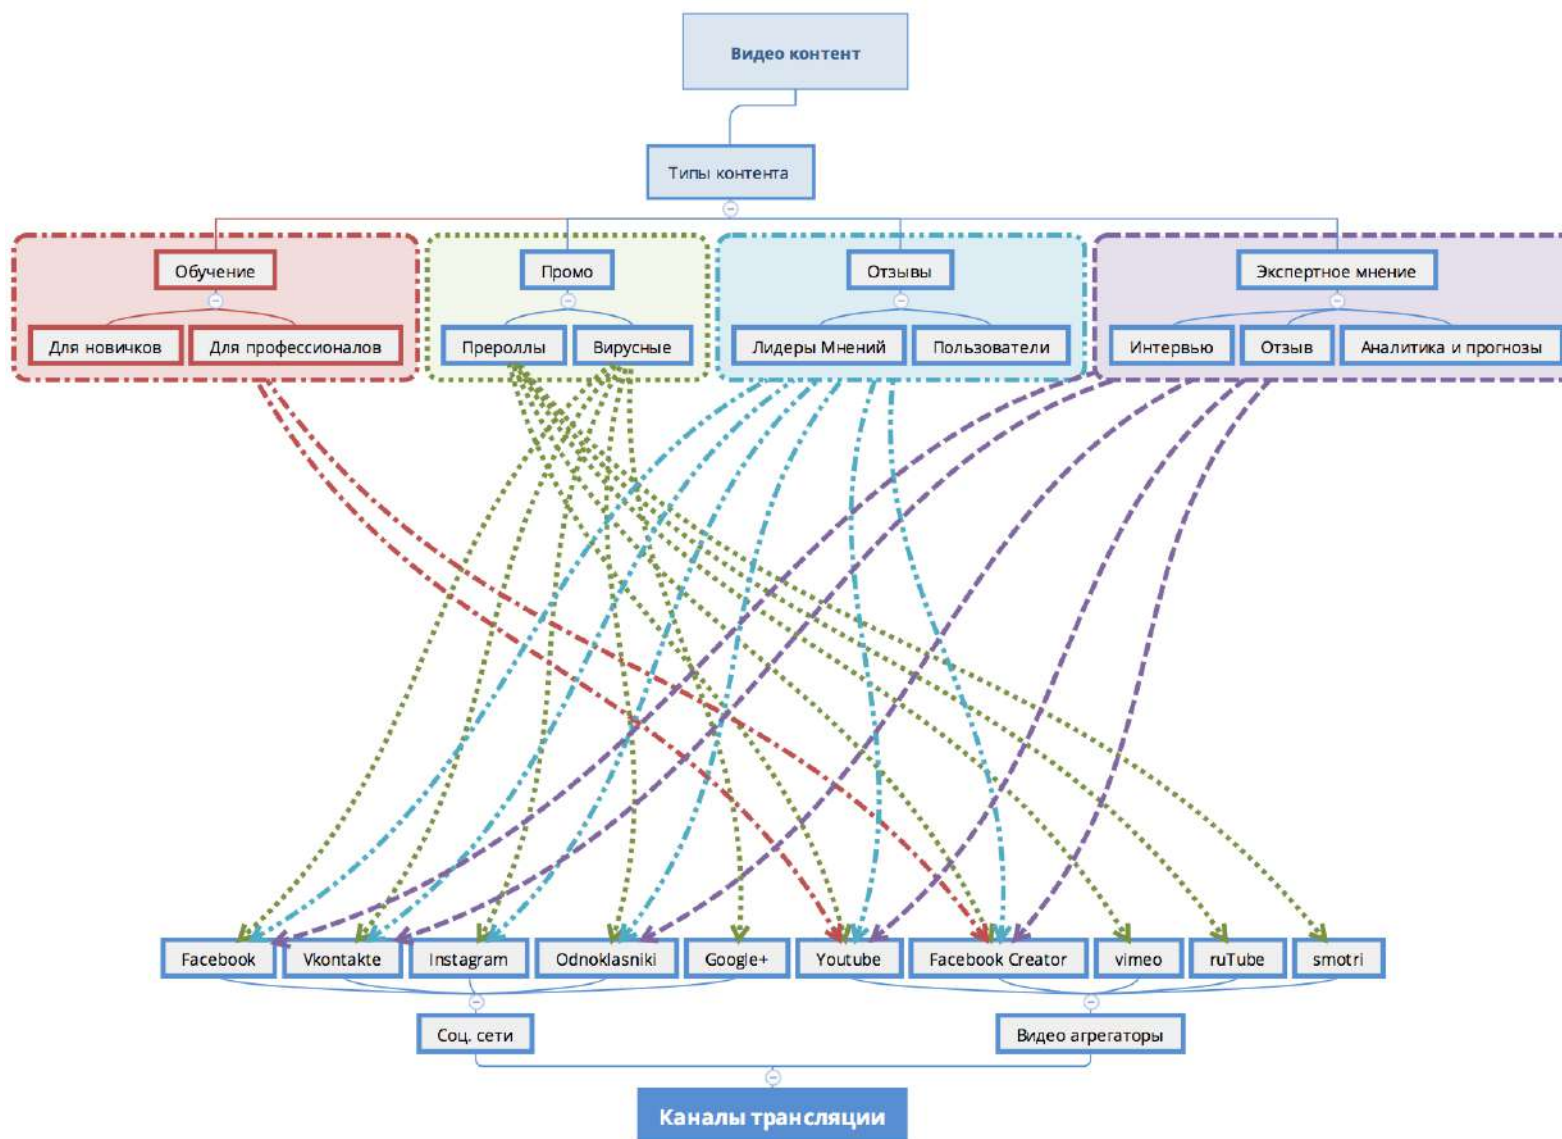 Видео контент
Типы контента
Обучение
Промо
Отзывы
Экспертное мнение
Для новичков
Для профессионалов
Прероллы
Вирусные
Лидеры Мнений
Пользователи
Интервью
Отзыв
Аналитика и прогнозы
Facebook
Vkontakte
Instagram
Odnoklasniki
Google+
Youtube
Facebook Creator
vimeo
ruTube
smotri
Соц. сети
Видео агрегаторы
Каналы трансляции